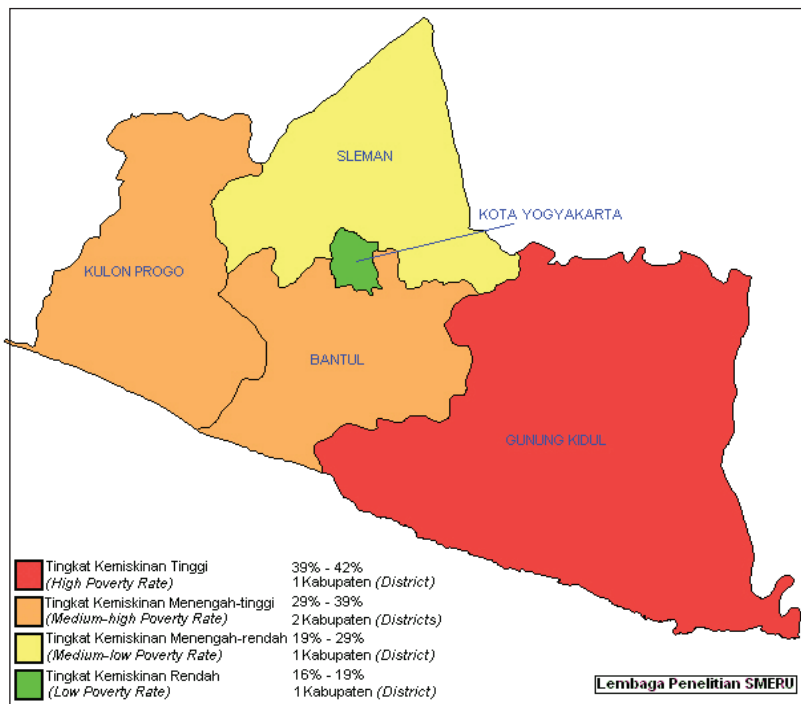 SLEMAN
KOTA YOGYAKARTA
KULON PROGO
BANTUL
GUNUNG KIDUL
Tingkat Kemiskinan Tinggi 39% - 42%
(High Poverty Rate) 1 Kabupaten (District)
Tingkat Kemiskinan Menengah-tinggi 29% - 39%
(Medium-high Poverty Rate) 2 Kabupaten (Districts)
Tingkat Kemiskinan Menengah-rendah 19% - 29%
(Medium-low Poverty Rate) 1 Kabupaten (District)
Tingkat Kemiskinan Rendah 16% - 19%
(Low Poverty Rate) 1 Kabupaten (District)
Lembaga Penelitian SMERU